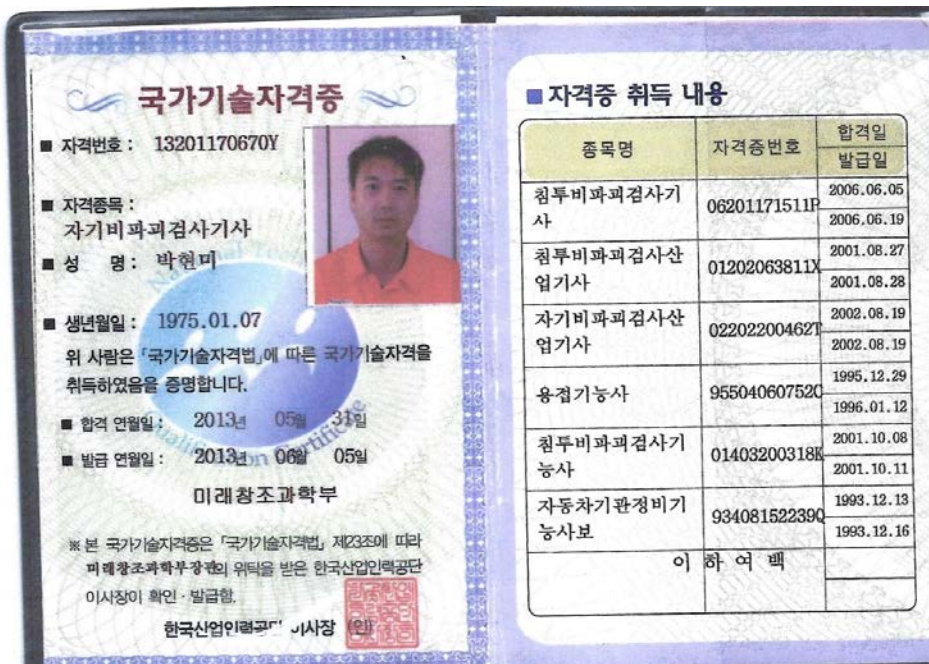 국가기술자격증
■ 자격번호 : 13201170670Y
■ 자격종목 :
자기비파괴검사기사
■ 성 명 : 박현미
■ 생년월일 : 1975.01.07
위 사람은 「국가기술자격법」에 따른 국가기술자격을
취득하였음을 증명합니다.
■ 합격 연월일 : 2013년 05월 31일
■ 발급 연월일 : 2013년 06월 05일
미래창조과학부
※ 본 국가기술자격증은 「국가기술자격법」 제23조에 따라
미래창조과학부장관의 위탁을 받은 한국산업인력공단
이사장이 확인 · 발급함.
한국산업인력공단 이사장 (인)
■ 자격증 취득 내용
종목명 자격증번호 합격일
발급일
침투비파괴검사기 2006.06.05
사 06201171511P 2006.06.19
침투비파괴검사산 2001.08.27
업기사 01202063811X 2001.08.28
자기비파괴검사산 2002.08.19
업기사 02202200462T 2002.08.19
용접기능사 95504060752C 1995.12.29
1996.01.12
침투비파괴검사기 2001.10.08
능사 01403200318K 2001.10.11
자동차기관정비기 1993.12.13
능사보 93408152239Q 1993.12.16
이 하 여 백